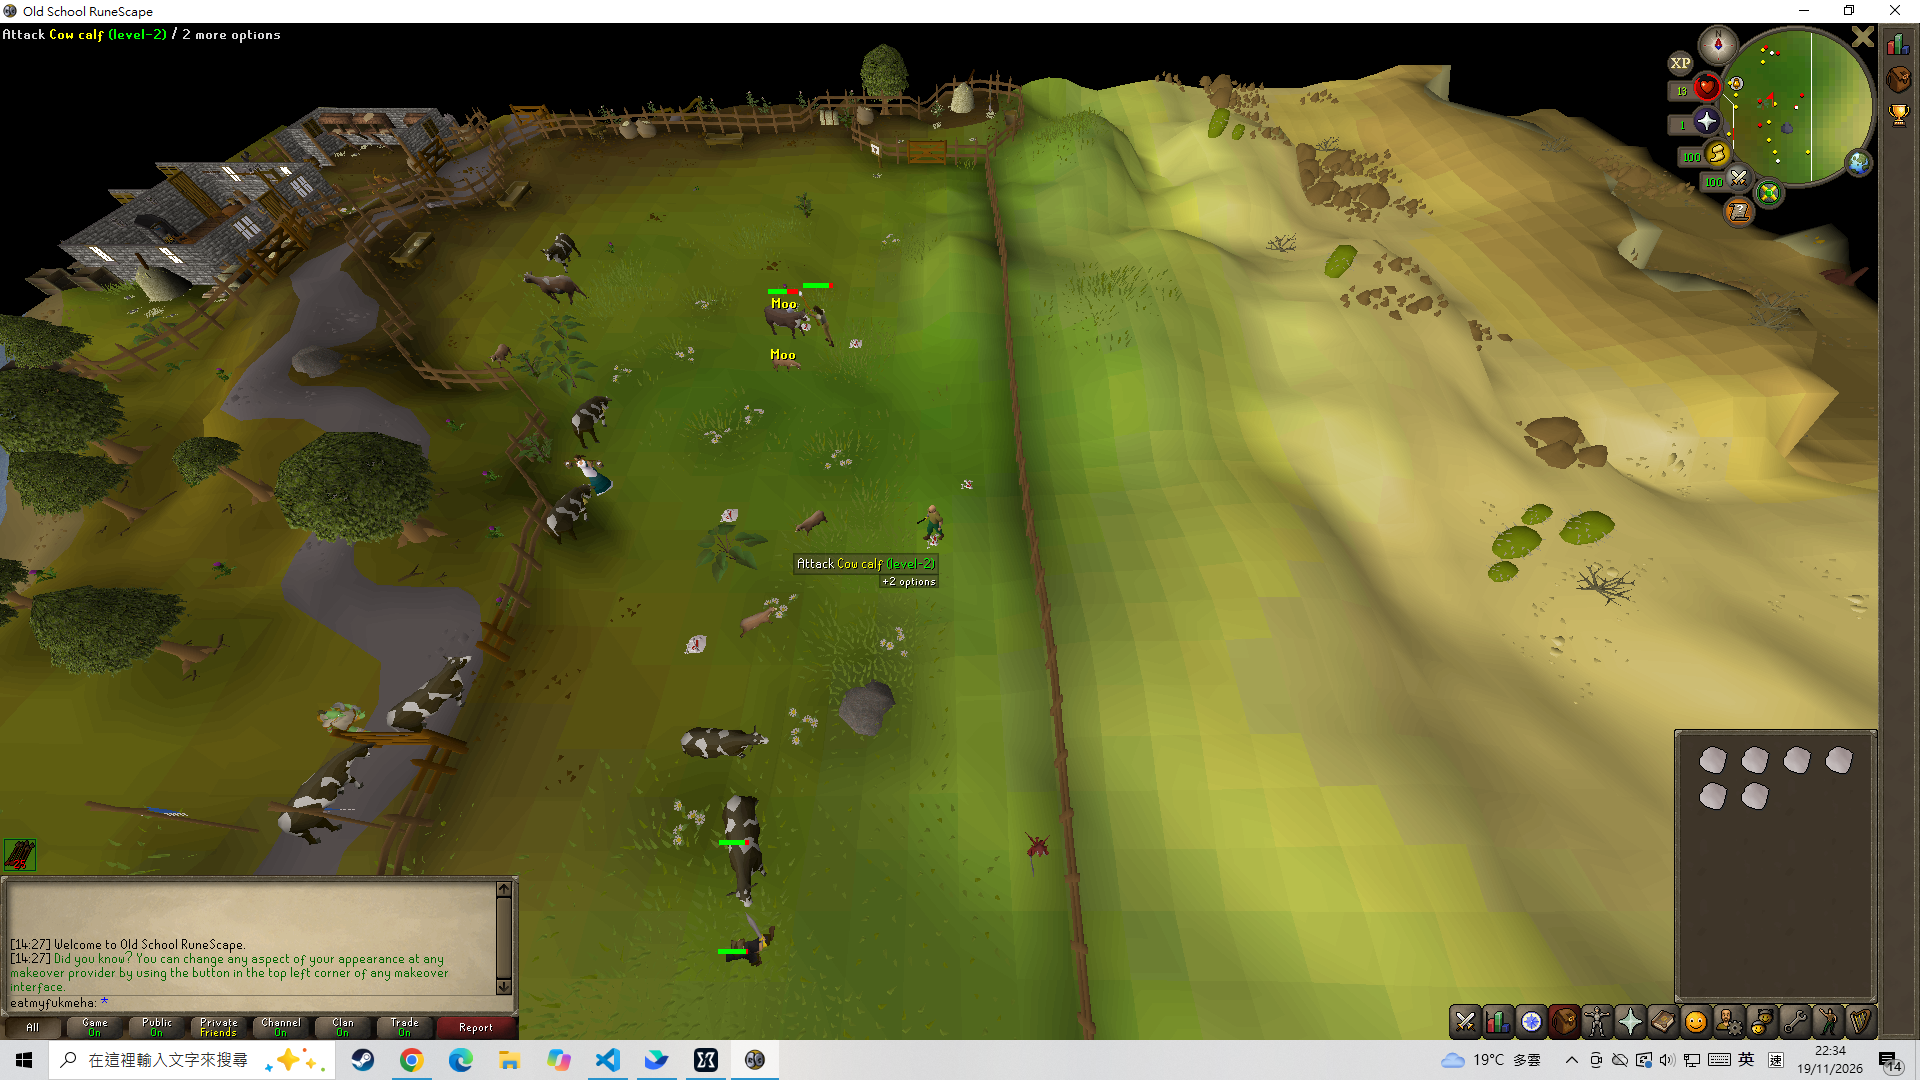 Old School RuneScape
Attack Cow calf (level-2) / 2 more options
N
XP
13
1
100
100
Moo
Moo
Attack Cow calf (level-2)
+2 options
25
[14:27] Welcome to Old School RuneScape.
[14:27] Did you know? You can change any aspect of your appearance at any
makeover provider by using the button in the top left corner of any makeover
interface.
eatmyfukmeha: *
All
Game
On
Public
On
Private
Friends
Channel
On
Clan
On
Trade
On
Report
在這裡輸入文字來搜尋
19°C 多雲
英
速
22:34
19/11/2026
14